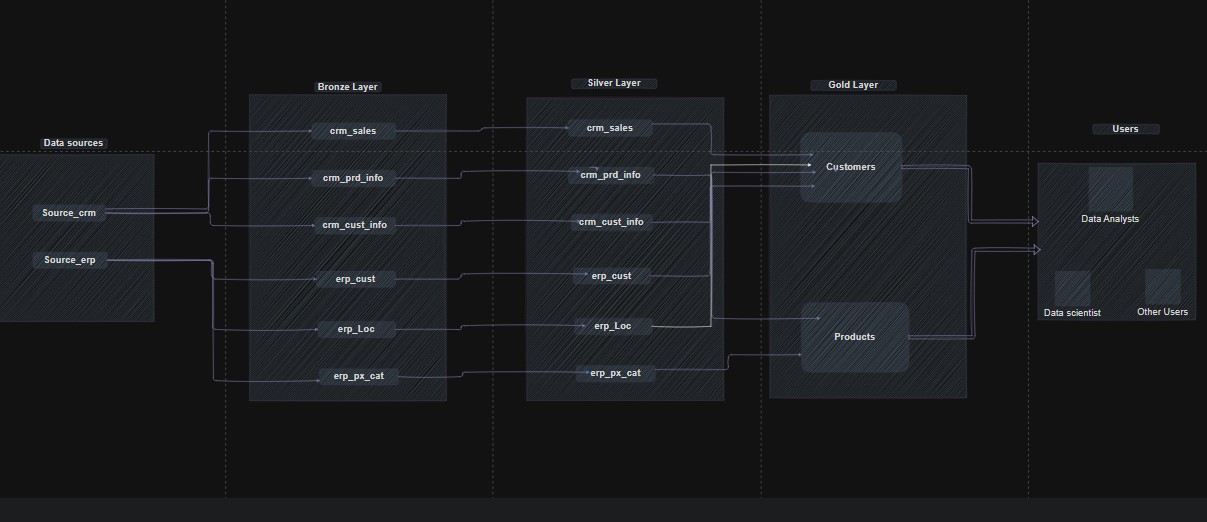 Data sources
Source_crm
Source_erp
Bronze Layer
crm_sales
crm_prd_info
crm_cust_info
erp_cust
erp_Loc
erp_px_cat
Silver Layer
crm_sales
crm_prd_info
crm_cust_info
erp_cust
erp_Loc
erp_px_cat
Gold Layer
Customers
Products
Users
Data Analysts
Data scientist
Other Users